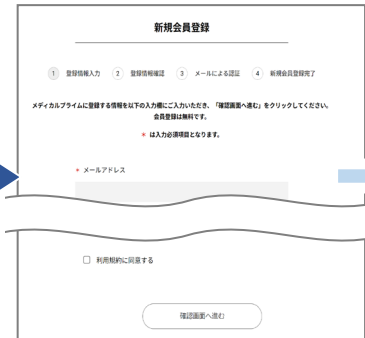 新規会員登録
1 登録情報入力 2 登録情報確認 3 メールによる認証 4 新規会員登録完了
メディカルプライムに登録する情報を以下の入力欄にご入力いただき、「確認画面へ進む」をクリックしてください。
会員登録は無料です。
* は入力必須項目となります。
* メールアドレス
利用規約に同意する
確認画面へ進む